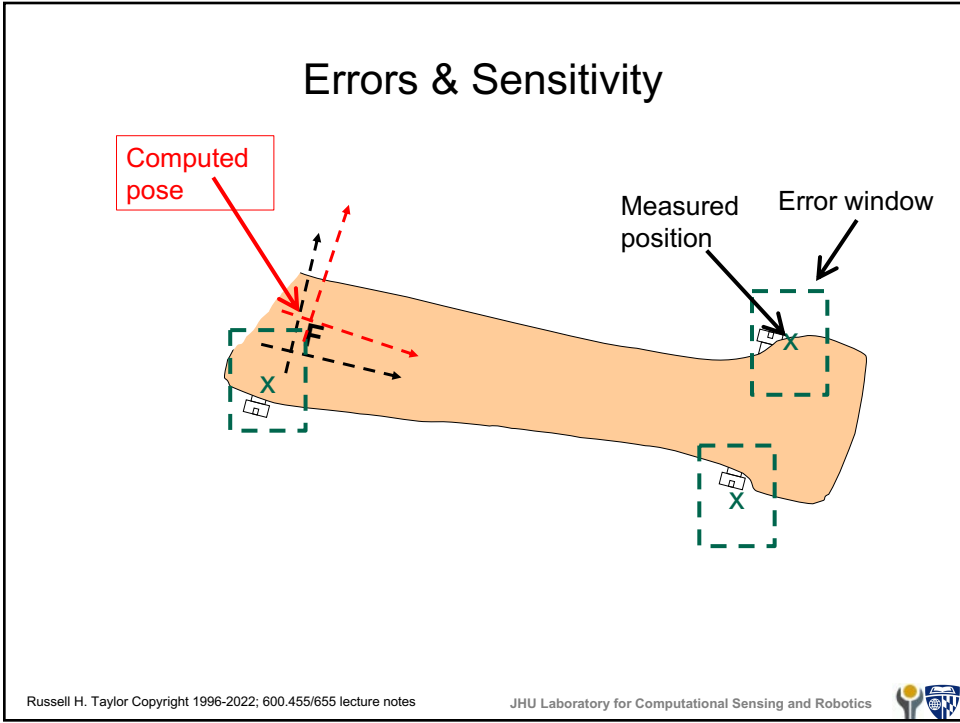 Errors & Sensitivity
Computed
pose
Measured
position
Error window
F
x
x
x
Russell H. Taylor Copyright 1996-2022; 600.455/655 lecture notes
JHU Laboratory for Computational Sensing and Robotics